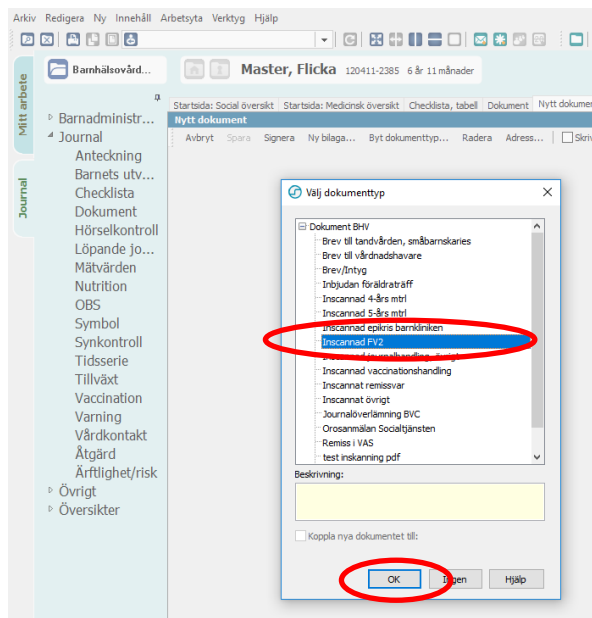 Arkiv Redigera Ny Innehåll Arbetsyta Verktyg Hjälp
Mitt arbete
Journal
Barnhälsovård...
Master, Flicka 120411-2385 6 år 11 månader
Startsida: Social översikt Startsida: Medicinsk översikt Checklista, tabell Dokument Nytt dokumen
Nytt dokument
Avbryt Spara Signera Ny bilaga... Byt dokumenttyp... Radera Adress... Skriv
Barnadministr...
Journal
Anteckning
Barnets utv...
Checklista
Dokument
Hörselkontroll
Löpande jo...
Mätvärden
Nutrition
OBS
Symbol
Synkontroll
Tidsserie
Tillväxt
Vaccination
Varning
Vårdkontakt
Åtgärd
Ärftlighet/risk
Övrigt
Översikter
Välj dokumenttyp
Dokument BHV
Brev till tandvården, småbarnskaries
Brev till vårdnadshavare
Brev/Intyg
Inbjudan föräldraträff
Inscannad 4-års mtrl
Inscannad 5-års mtrl
Inscannad epikris barnkliniken
Inscannad FV2
Inscannad journalhandling, övrigt
Inscannad vaccinationshandling
Inscannat remissvar
Inscannat övrigt
Journalöverlämning BVC
Orosanmälan Socialtjänsten
Remiss i VAS
test inskanning pdf
Beskrivning:
Koppla nya dokumentet till:
OK Ingen Hjälp